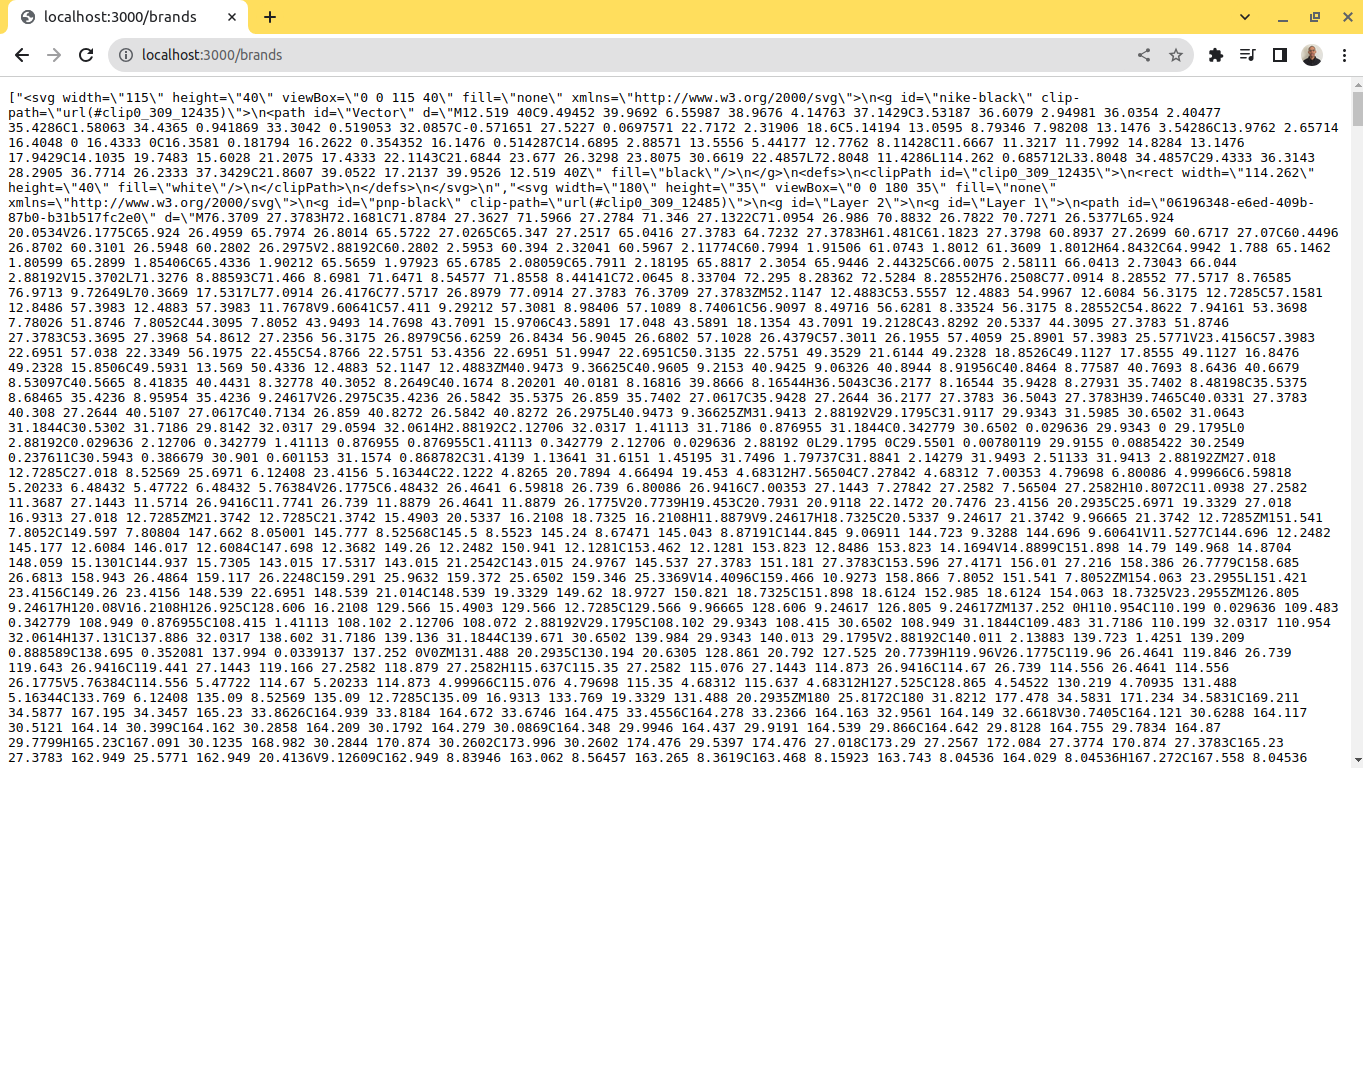 localhost:3000/brands
localhost:3000/brands
["<svg width=\"115\" height=\"40\" viewBox=\"0 0 115 40\" fill=\"none\" xmlns=\"http://www.w3.org/2000/svg\">\n<g id=\"nike-black\" clip-
path=\"url(#clip0_309_12435)\">\n<path id=\"Vector\" d=\"M12.519 40C9.49452 39.9692 6.55987 38.9676 4.14763 37.1429C3.53187 36.6079 2.94981 36.0354 2.40477
35.4286C1.58063 34.4365 0.941869 33.3042 0.519053 32.0857C-0.571651 27.5227 0.0697571 22.7172 2.31906 18.6C5.14194 13.0595 8.79346 7.98208 13.1476 3.54286C13.9762 2.65714
16.4048 0 16.4333 0C16.3581 0.181794 16.2622 0.354352 16.1476 0.514287C14.6895 2.88571 13.5556 5.44177 12.7762 8.11428C11.6667 11.3217 11.7992 14.8284 13.1476
17.9429C14.1035 19.7483 15.6028 21.2075 17.4333 22.1143C21.6844 23.677 26.3298 23.8075 30.6619 22.4857L72.8048 11.4286L114.262 0.685712L33.8048 34.4857C29.4333 36.3143
28.2905 36.7714 26.2333 37.3429C21.8607 39.0522 17.2137 39.9526 12.519 40Z\" fill=\"black\"/>\n</g>\n<defs>\n<clipPath id=\"clip0_309_12435\">\n<rect width=\"114.262\"
height=\"40\" fill=\"white\"/>\n</clipPath>\n</defs>\n</svg>\n","<svg width=\"180\" height=\"35\" viewBox=\"0 0 180 35\" fill=\"none\"
xmlns=\"http://www.w3.org/2000/svg\">\n<g id=\"pnp-black\" clip-path=\"url(#clip0_309_12485)\">\n<g id=\"Layer 2\">\n<g id=\"Layer 1\">\n<path id=\"06196348-e6ed-409b-
87b0-b31b517fc2e0\" d=\"M76.3709 27.3783H72.1681C71.8784 27.3627 71.5966 27.2784 71.346 27.1322C71.0954 26.986 70.8832 26.7822 70.7271 26.5377L65.924
20.0534V26.1775C65.924 26.4959 65.7974 26.8014 65.5722 27.0265C65.347 27.2517 65.0416 27.3783 64.7232 27.3783H61.481C61.1823 27.3798 60.8937 27.2699 60.6717 27.07C60.4496
26.8702 60.3101 26.5948 60.2802 26.2975V2.88192C60.2802 2.5953 60.394 2.32041 60.5967 2.11774C60.7994 1.91506 61.0743 1.8012 61.3609 1.8012H64.8432C64.9942 1.788 65.1462
1.80599 65.2899 1.85406C65.4336 1.90212 65.5659 1.97923 65.6785 2.08059C65.7911 2.18195 65.8817 2.3054 65.9446 2.44325C66.0075 2.58111 66.0413 2.73043 66.044
2.88192V15.3702L71.3276 8.88593C71.466 8.6981 71.6471 8.54577 71.8558 8.44141C72.0645 8.33704 72.295 8.28362 72.5284 8.28552H76.2508C77.0914 8.28552 77.5717 8.76585
76.9713 9.72649L70.3669 17.5317L77.0914 26.4176C77.5717 26.8979 77.0914 27.3783 76.3709 27.3783ZM52.1147 12.4883C53.5557 12.4883 54.9967 12.6084 56.3175 12.7285C57.1581
12.8486 57.3983 12.4883 57.3983 11.7678V9.60641C57.411 9.29212 57.3081 8.98406 57.1089 8.74061C56.9097 8.49716 56.6281 8.33524 56.3175 8.28552C54.8622 7.94161 53.3698
7.78026 51.8746 7.8052C44.3095 7.8052 43.9493 14.7698 43.7091 15.9706C43.5891 17.048 43.5891 18.1354 43.7091 19.2128C43.8292 20.5337 44.3095 27.3783 51.8746
27.3783C53.3695 27.3968 54.8612 27.2356 56.3175 26.8979C56.6259 26.8434 56.9045 26.6802 57.1028 26.4379C57.3011 26.1955 57.4059 25.8901 57.3983 25.5771V23.4156C57.3983
22.6951 57.038 22.3349 56.1975 22.455C54.8766 22.5751 53.4356 22.6951 51.9947 22.6951C50.3135 22.5751 49.3529 21.6144 49.2328 18.8526C49.1127 17.8555 49.1127 16.8476
49.2328 15.8506C49.5931 13.569 50.4336 12.4883 52.1147 12.4883ZM40.9473 9.36625C40.9605 9.2153 40.9425 9.06326 40.8944 8.91956C40.8464 8.77587 40.7693 8.6436 40.6679
8.53097C40.5665 8.41835 40.4431 8.32778 40.3052 8.2649C40.1674 8.20201 40.0181 8.16816 39.8666 8.16544H36.5043C36.2177 8.16544 35.9428 8.27931 35.7402 8.48198C35.5375
8.68465 35.4236 8.95954 35.4236 9.24617V26.2975C35.4236 26.5842 35.5375 26.859 35.7402 27.0617C35.9428 27.2644 36.2177 27.3783 36.5043 27.3783H39.7465C40.0331 27.3783
40.308 27.2644 40.5107 27.0617C40.7134 26.859 40.8272 26.5842 40.8272 26.2975L40.9473 9.36625ZM31.9413 2.88192V29.1795C31.9117 29.9343 31.5985 30.6502 31.0643
31.1844C30.5302 31.7186 29.8142 32.0317 29.0594 32.0614H2.88192C2.12706 32.0317 1.41113 31.7186 0.876955 31.1844C0.342779 30.6502 0.029636 29.9343 0 29.1795L0
2.88192C0.029636 2.12706 0.342779 1.41113 0.876955 0.876955C1.41113 0.342779 2.12706 0.029636 2.88192 0L29.1795 0C29.5501 0.00780119 29.9155 0.0885422 30.2549
0.237611C30.5943 0.386679 30.901 0.601153 31.1574 0.868782C31.4139 1.13641 31.6151 1.45195 31.7496 1.79737C31.8841 2.14279 31.9493 2.51133 31.9413 2.88192ZM27.018
12.7285C27.018 8.52569 25.6971 6.12408 23.4156 5.16344C22.1222 4.8265 20.7894 4.66494 19.453 4.68312H7.56504C7.27842 4.68312 7.00353 4.79698 6.80086 4.99966C6.59818
5.20233 6.48432 5.47722 6.48432 5.76384V26.1775C6.48432 26.4641 6.59818 26.739 6.80086 26.9416C7.00353 27.1443 7.27842 27.2582 7.56504 27.2582H10.8072C11.0938 27.2582
11.3687 27.1443 11.5714 26.9416C11.7741 26.739 11.8879 26.4641 11.8879 26.1775V20.7739H19.453C20.7931 20.9118 22.1472 20.7476 23.4156 20.2935C25.6971 19.3329 27.018
16.9313 27.018 12.7285ZM21.3742 12.7285C21.3742 15.4903 20.5337 16.2108 18.7325 16.2108H11.8879V9.24617H18.7325C20.5337 9.24617 21.3742 9.96665 21.3742 12.7285ZM151.541
7.8052C149.597 7.80804 147.662 8.05001 145.777 8.52568C145.5 8.5523 145.24 8.67471 145.043 8.87191C144.845 9.06911 144.723 9.3288 144.696 9.60641V11.5277C144.696 12.2482
145.177 12.6084 146.017 12.6084C147.698 12.3682 149.26 12.2482 150.941 12.1281C153.462 12.1281 153.823 12.8486 153.823 14.1694V14.8899C151.898 14.79 149.968 14.8704
148.059 15.1301C144.937 15.7305 143.015 17.5317 143.015 21.2542C143.015 24.9767 145.537 27.3783 151.181 27.3783C153.596 27.4171 156.01 27.216 158.386 26.7779C158.685
26.6813 158.943 26.4864 159.117 26.2248C159.291 25.9632 159.372 25.6502 159.346 25.3369V14.4096C159.466 10.9273 158.866 7.8052 151.541 7.8052ZM154.063 23.2955L151.421
23.4156C149.26 23.4156 148.539 22.6951 148.539 21.014C148.539 19.3329 149.62 18.9727 150.821 18.7325C151.898 18.6124 152.985 18.6124 154.063 18.7325V23.2955ZM126.805
9.24617H120.08V16.2108H126.925C128.606 16.2108 129.566 15.4903 129.566 12.7285C129.566 9.96665 128.606 9.24617 126.805 9.24617ZM137.252 0H110.954C110.199 0.029636 109.483
0.342779 108.949 0.876955C108.415 1.41113 108.102 2.12706 108.072 2.88192V29.1795C108.102 29.9343 108.415 30.6502 108.949 31.1844C109.483 31.7186 110.199 32.0317 110.954
32.0614H137.131C137.886 32.0317 138.602 31.7186 139.136 31.1844C139.671 30.6502 139.984 29.9343 140.013 29.1795V2.88192C140.011 2.13883 139.723 1.4251 139.209
0.888589C138.695 0.352081 137.994 0.0339137 137.252 0V0ZM131.488 20.2935C130.194 20.6305 128.861 20.792 127.525 20.7739H119.96V26.1775C119.96 26.4641 119.846 26.739
119.643 26.9416C119.441 27.1443 119.166 27.2582 118.879 27.2582H115.637C115.35 27.2582 115.076 27.1443 114.873 26.9416C114.67 26.739 114.556 26.4641 114.556
26.1775V5.76384C114.556 5.47722 114.67 5.20233 114.873 4.99966C115.076 4.79698 115.35 4.68312 115.637 4.68312H127.525C128.865 4.54522 130.219 4.70935 131.488
5.16344C133.769 6.12408 135.09 8.52569 135.09 12.7285C135.09 16.9313 133.769 19.3329 131.488 20.2935ZM180 25.8172C180 31.8212 177.478 34.5831 171.234 34.5831C169.211
34.5877 167.195 34.3457 165.23 33.8626C164.939 33.8184 164.672 33.6746 164.475 33.4556C164.278 33.2366 164.163 32.9561 164.149 32.6618V30.7405C164.121 30.6288 164.117
30.5121 164.14 30.399C164.162 30.2858 164.209 30.1792 164.279 30.0869C164.348 29.9946 164.437 29.9191 164.539 29.866C164.642 29.8128 164.755 29.7834 164.87
29.7799H165.23C167.091 30.1235 168.982 30.2844 170.874 30.2602C173.996 30.2602 174.476 29.5397 174.476 27.018C173.29 27.2567 172.084 27.3774 170.874 27.3783C165.23
27.3783 162.949 25.5771 162.949 20.4136V9.12609C162.949 8.83946 163.062 8.56457 163.265 8.3619C163.468 8.15923 163.743 8.04536 164.029 8.04536H167.272C167.558 8.04536